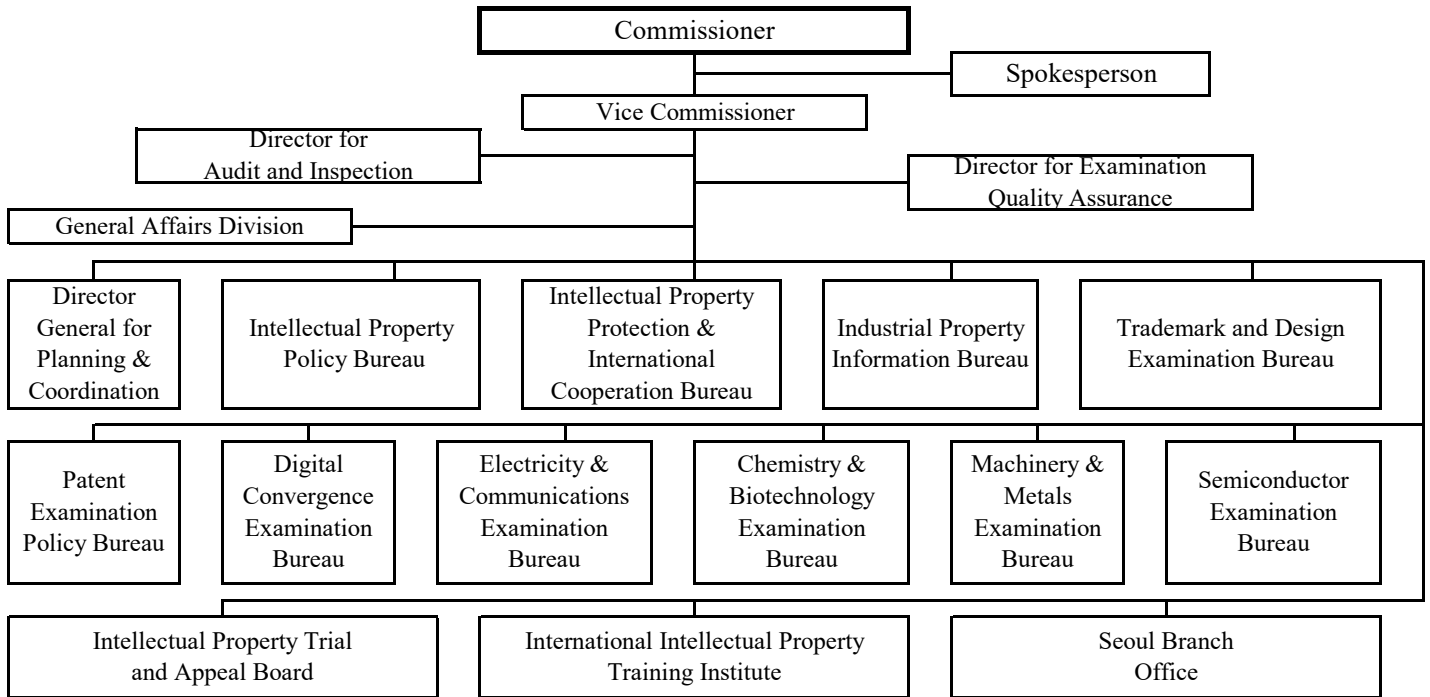 Commissioner
Spokesperson
Vice Commissioner
Director for
Audit and Inspection
Director for Examination
Quality Assurance
General Affairs Division
Director
General for
Planning &
Coordination
Intellectual Property
Policy Bureau
Intellectual Property
Protection &
International
Cooperation Bureau
Industrial Property
Information Bureau
Trademark and Design
Examination Bureau
Patent
Examination
Policy Bureau
Digital
Convergence
Examination
Bureau
Electricity &
Communications
Examination
Bureau
Chemistry &
Biotechnology
Examination
Bureau
Machinery &
Metals
Examination
Bureau
Semiconductor
Examination
Bureau
Intellectual Property Trial
and Appeal Board
International Intellectual Property
Training Institute
Seoul Branch
Office